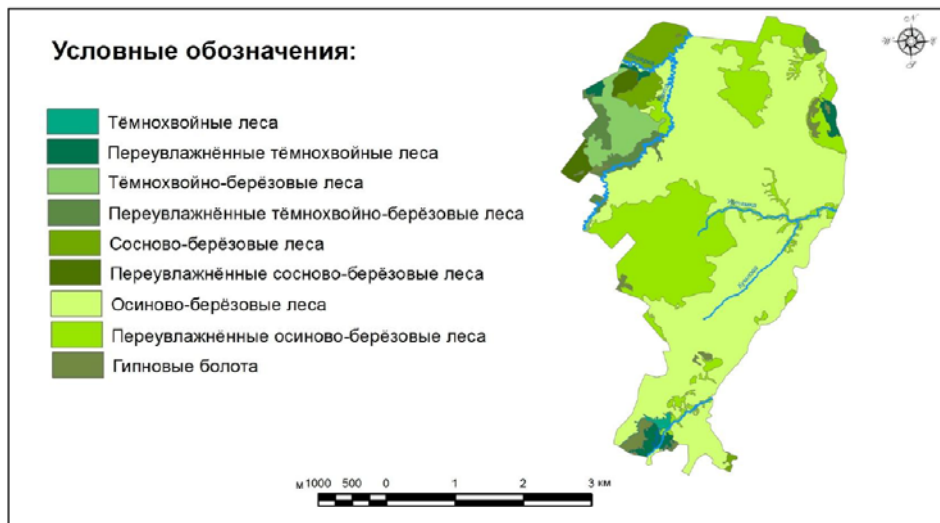 Условные обозначения:
Тёмнохвойные леса
Переувлажнённые тёмнохвойные леса
Тёмнохвойно-берёзовые леса
Переувлажнённые тёмнохвойно-берёзовые леса
Сосново-берёзовые леса
Переувлажнённые сосново-берёзовые леса
Осиново-берёзовые леса
Переувлажнённые осиново-берёзовые леса
Гипновые болота
м 1000 500 0 1 2 3 км